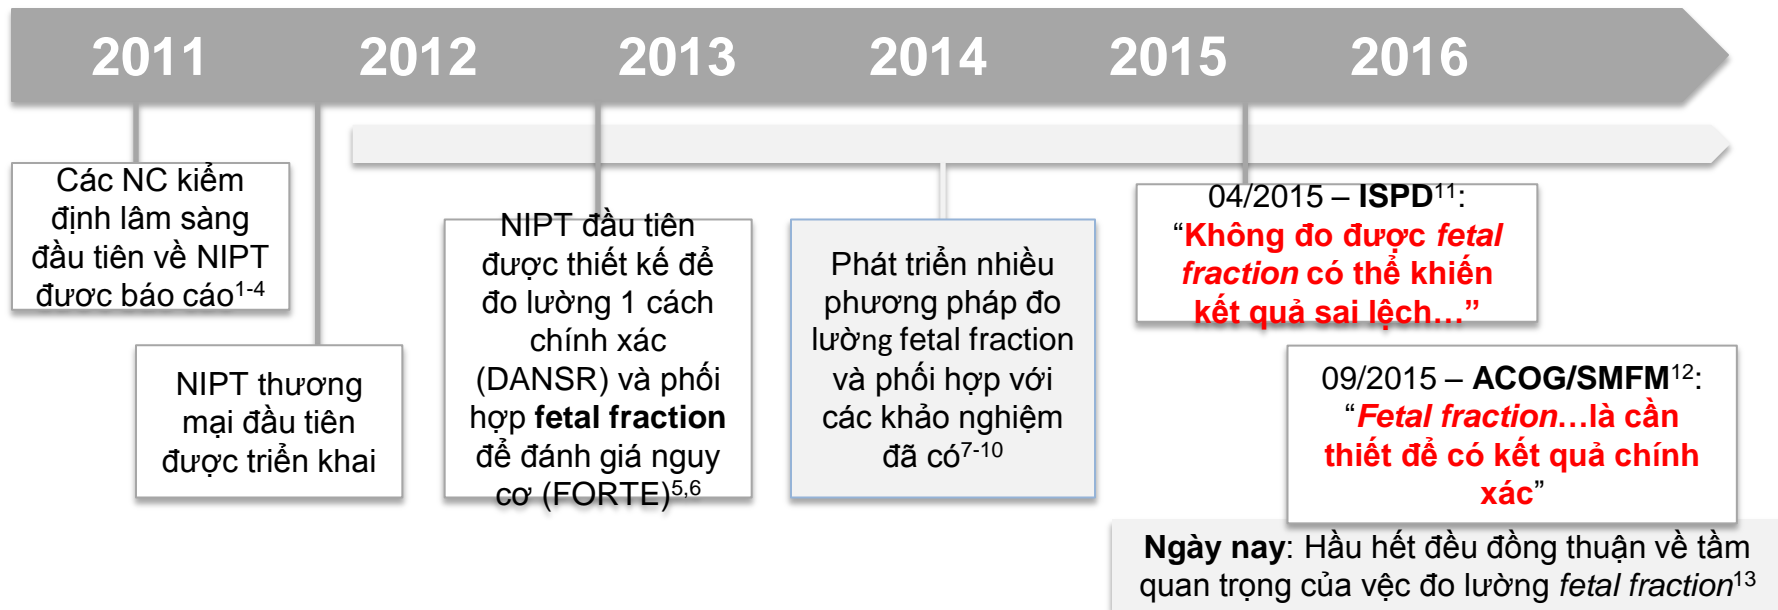 2011 2012 2013 2014 2015 2016
Các NC kiểm
định lâm sàng
đầu tiên về NIPT
được báo cáo1-4
NIPT thương
mại đầu tiên
được triển khai
NIPT đầu tiên
được thiết kế để
đo lường 1 cách
chính xác
(DANSR) và phối
hợp fetal fraction
để đánh giá nguy
cơ (FORTE)5,6
Phát triển nhiều
phương pháp đo
lường fetal fraction
và phối hợp với
các khảo nghiệm
đã có7-10
04/2015 – ISPD11:
“Không đo được fetal
fraction có thể khiến
kết quả sai lệch…”
09/2015 – ACOG/SMFM12:
“Fetal fraction…là cần
thiết để có kết quả chính
xác”
Ngày nay: Hầu hết đều đồng thuận về tầm
quan trọng của vệc đo lường fetal fraction13